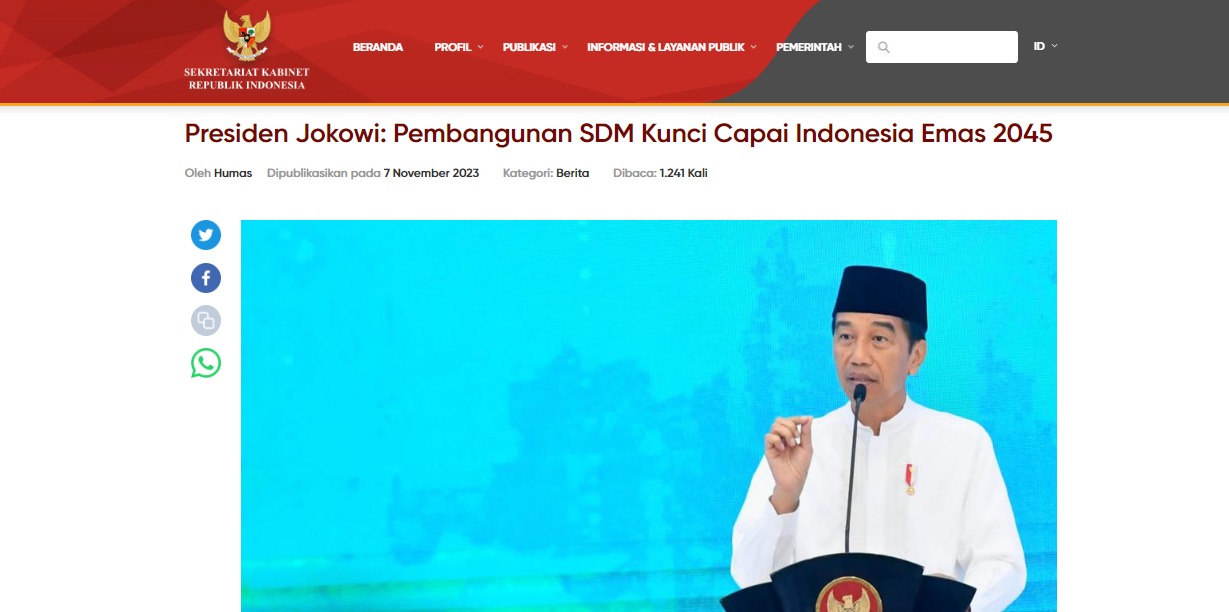 SEKRETARIAT KABINET
REPUBLIK INDONESIA
BERANDA PROFIL PUBLIKASI INFORMASI & LAYANAN PUBLIK PEMERINTAH ID
Presiden Jokowi: Pembangunan SDM Kunci Capai Indonesia Emas 2045
Oleh Humas Dipublikasikan pada 7 November 2023 Kategori: Berita Dibaca: 1.241 Kali